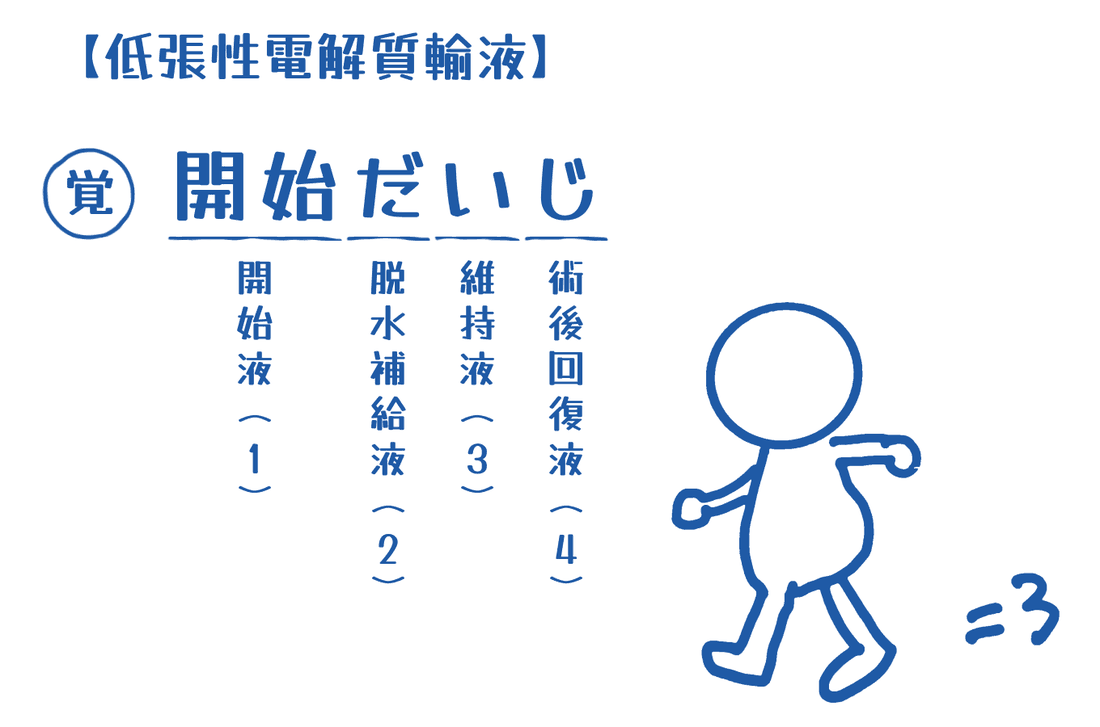 【低張性電解質輸液】
覚 開始だいじ
開始液(1)
脱水補給液(2)
維持液(3)
術後回復液(4)
=3